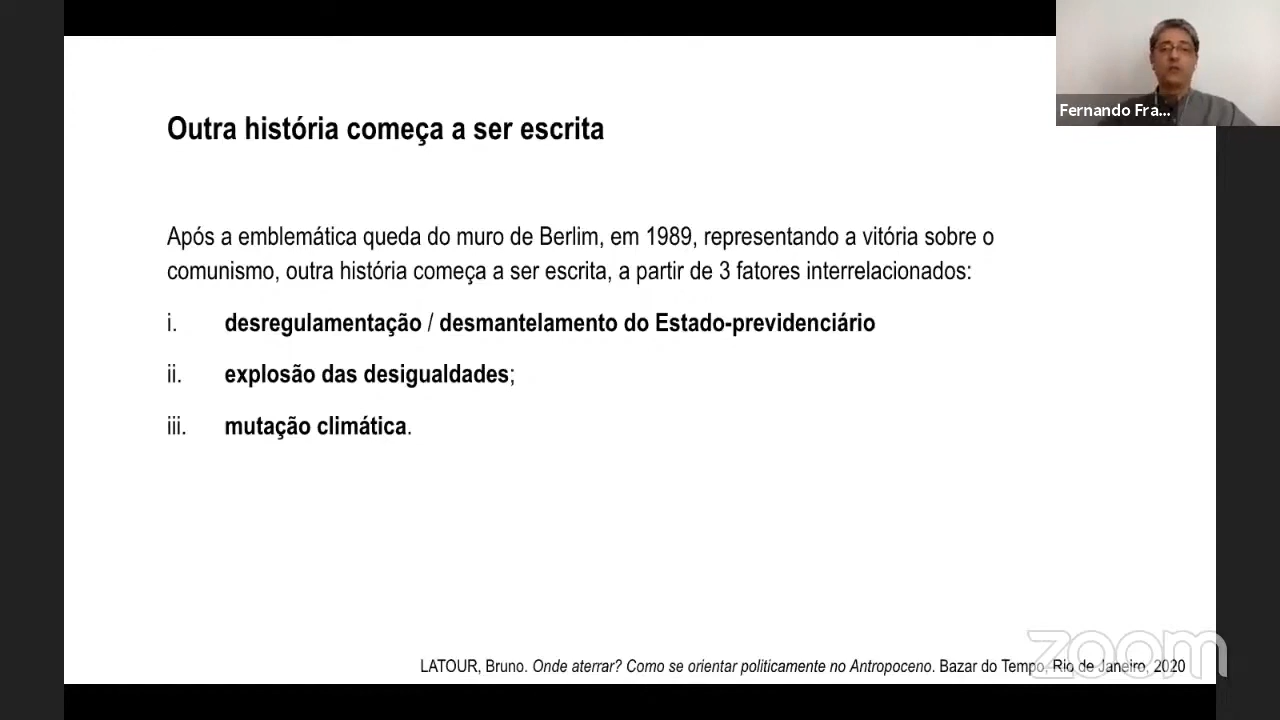 Fernando Fra...
Outra história começa a ser escrita
Após a emblemática queda do muro de Berlim, em 1989, representando a vitória sobre o
comunismo, outra história começa a ser escrita, a partir de 3 fatores interrelacionados:
i. desregulamentação / desmantelamento do Estado-previdenciário
ii. explosão das desigualdades;
iii. mutação climática.
LATOUR, Bruno. Onde aterrar? Como se orientar politicamente no Antropoceno. Bazar do Tempo, Rio de Janeiro, 2020
zoom